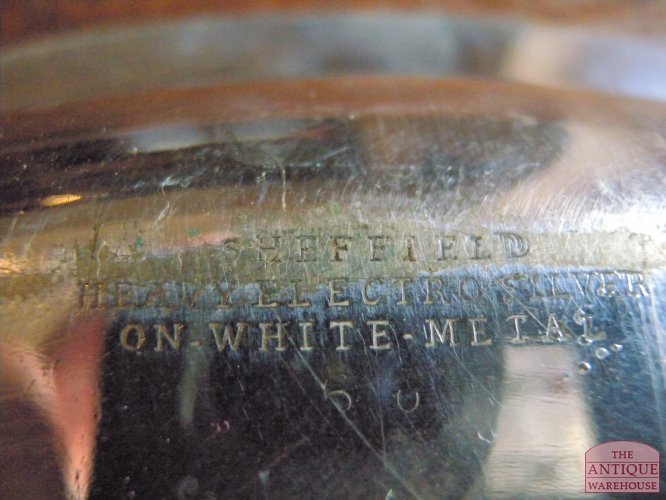 SHEFFIELD
HEAVY ELECTRO SILVER
ON-WHITE-METAL
THE
ANTIQUE
WAREHOUSE